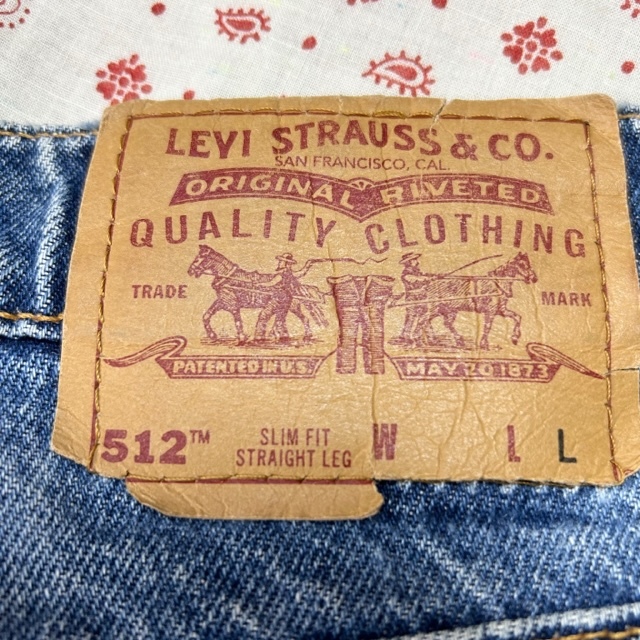 LEVI STRAUSS & CO.
SAN FRANCISCO, CAL.
ORIGINAL RIVETED
QUALITY CLOTHING
TRADE MARK
PATENTED IN U.S. MAY 20 1873
512™ SLIM FIT STRAIGHT LEG W L L